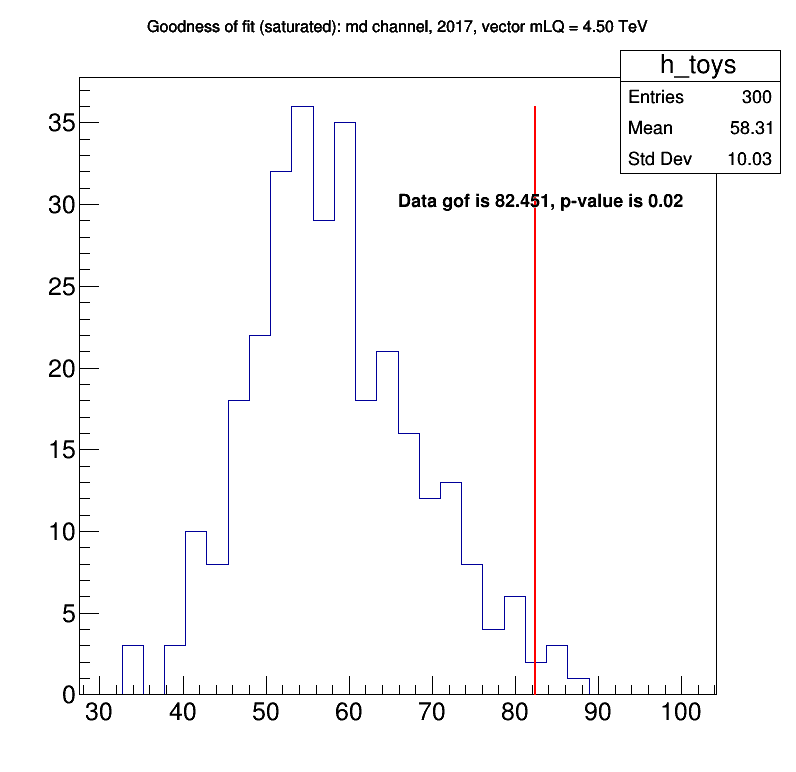 Goodness of fit (saturated): md channel, 2017, vector mLQ = 4.50 TeV
h_toys
Entries 300
Mean 58.31
Std Dev 10.03
Data gof is 82.451, p-value is 0.02
35
30
25
20
15
10
5
0
30 40 50 60 70 80 90 100